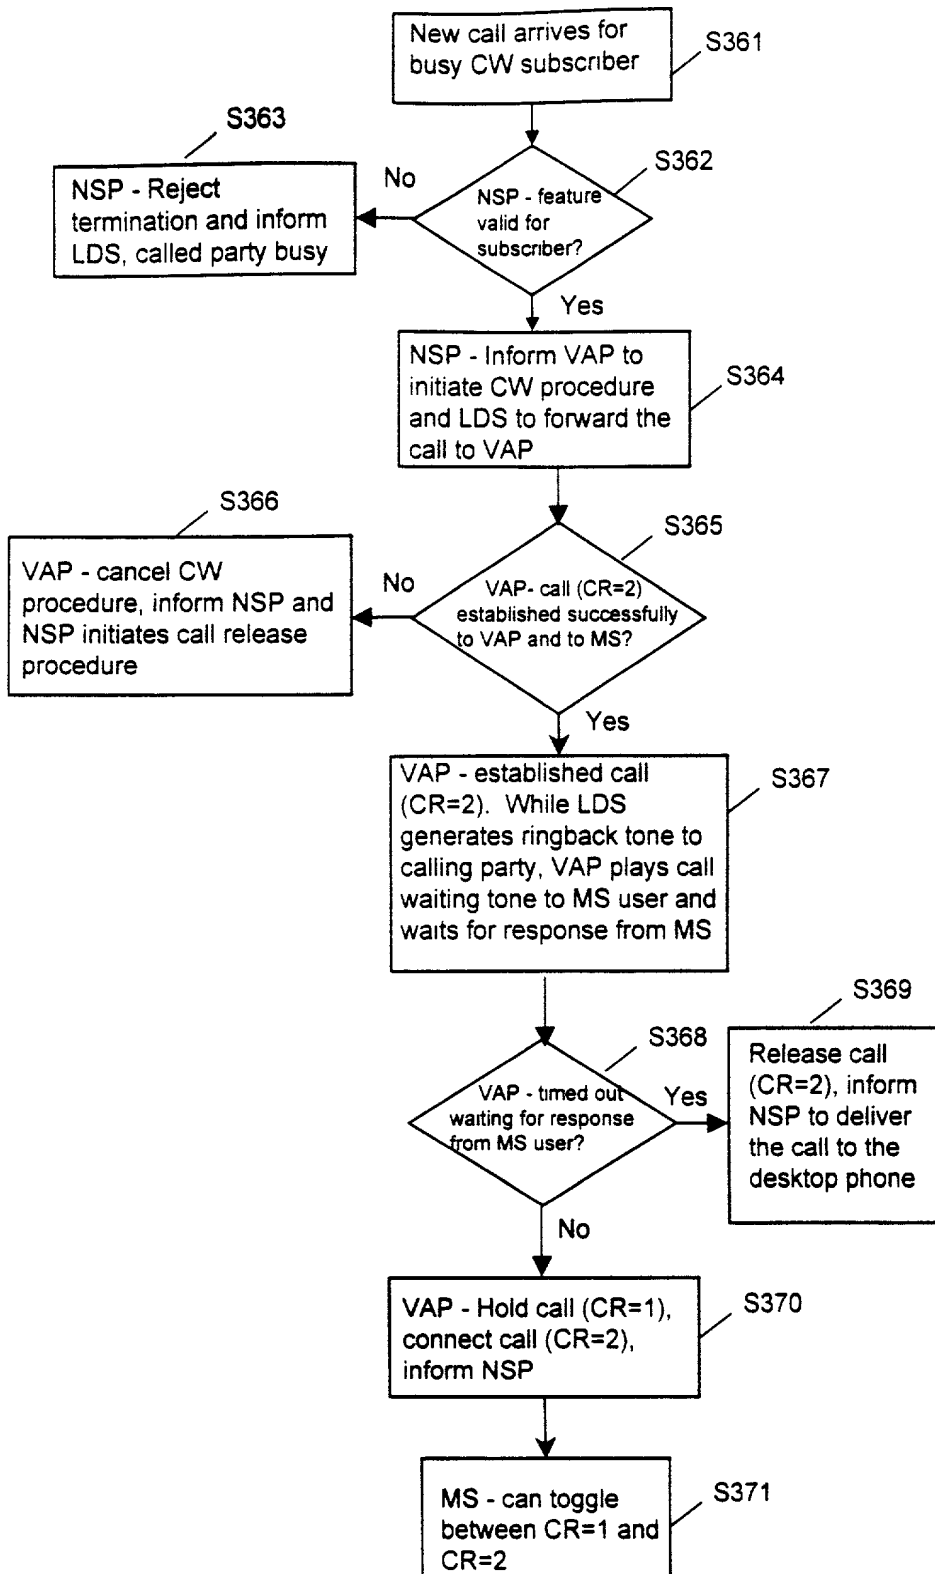 New call arrives for
busy CW subscriber
S361
S363
NSP - Reject
termination and inform
LDS, called party busy
No
S362
NSP - feature
valid for
subscriber?
Yes
NSP - Inform VAP to
initiate CW procedure
and LDS to forward the
call to VAP
S364
S366
VAP - cancel CW
procedure, inform NSP and
NSP initiates call release
procedure
No
S365
VAP- call (CR=2)
established successfully
to VAP and to MS?
Yes
VAP - established call
(CR=2). While LDS
generates ringback tone to
calling party, VAP plays call
waiting tone to MS user and
waits for response from MS
S367
S368
VAP - timed out
waiting for response
from MS user?
Yes
S369
Release call
(CR=2), inform
NSP to deliver
the call to the
desktop phone
No
VAP - Hold call (CR=1),
connect call (CR=2),
inform NSP
S370
MS - can toggle
between CR=1 and
CR=2
S371